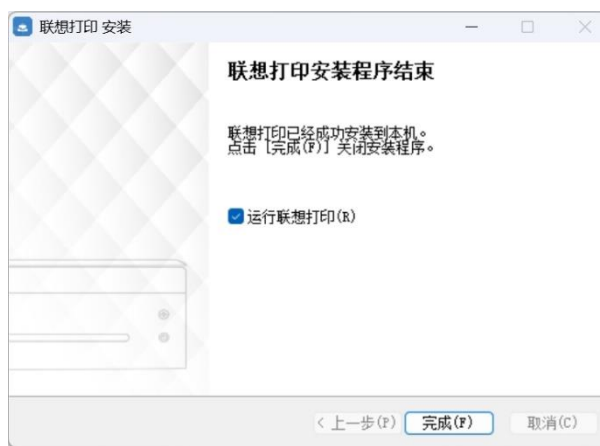 联想打印 安装
联想打印安装程序结束
联想打印已经成功安装到本机。
点击 [完成(F)] 关闭安装程序。
运行联想打印(R)
< 上一步(P)
完成(F)
取消(C)